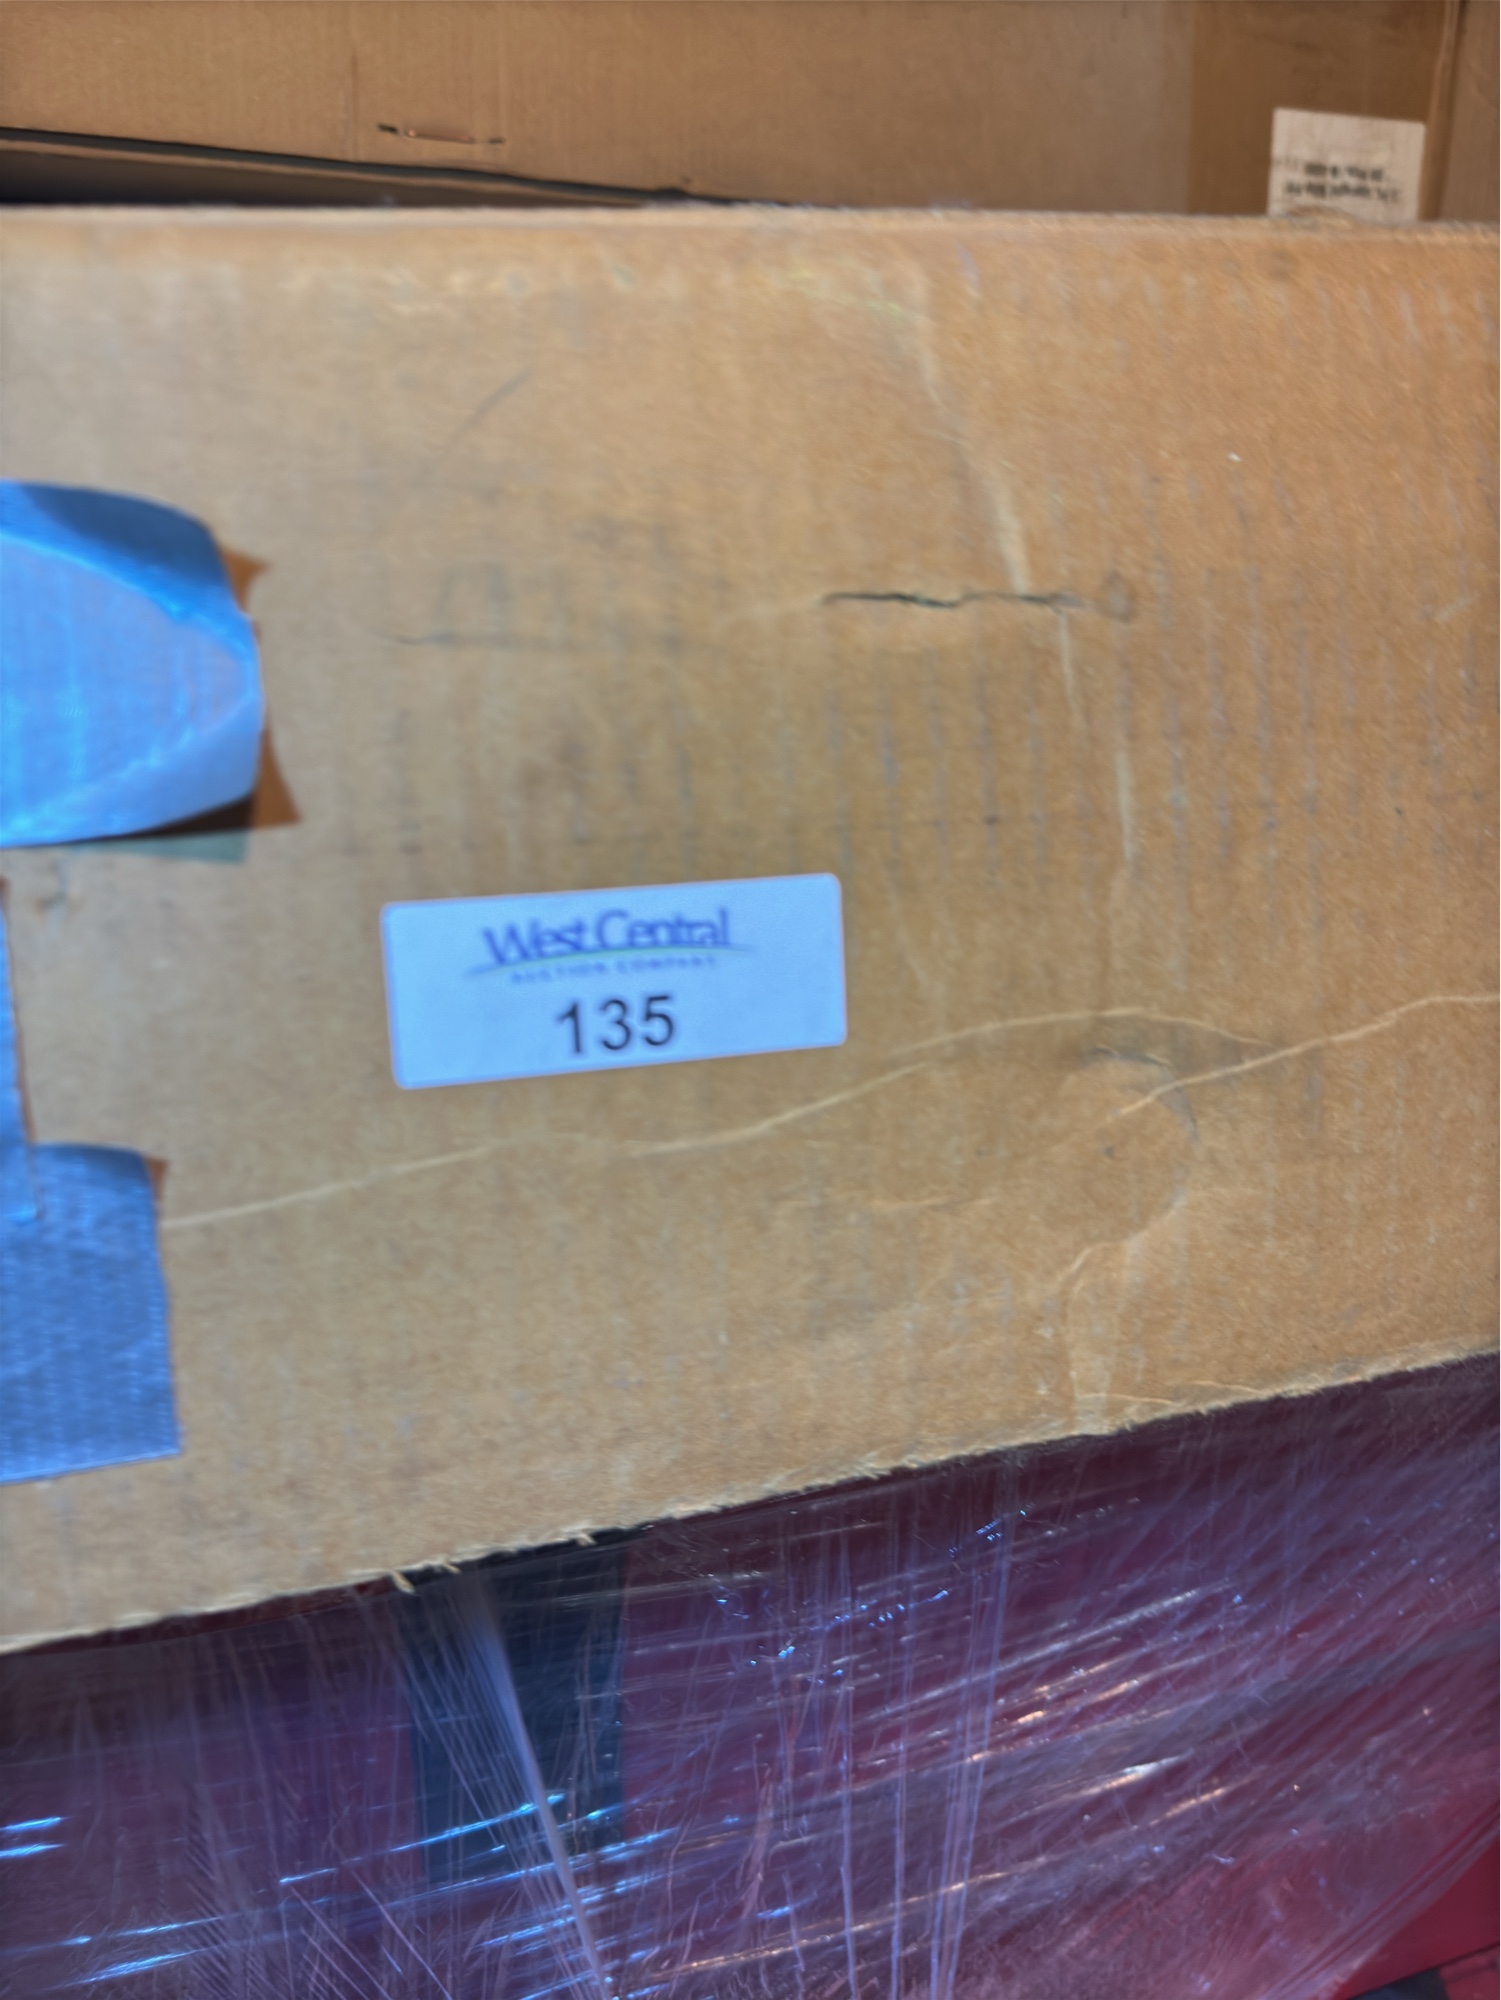 West Central
AUCTION COMPANY
135